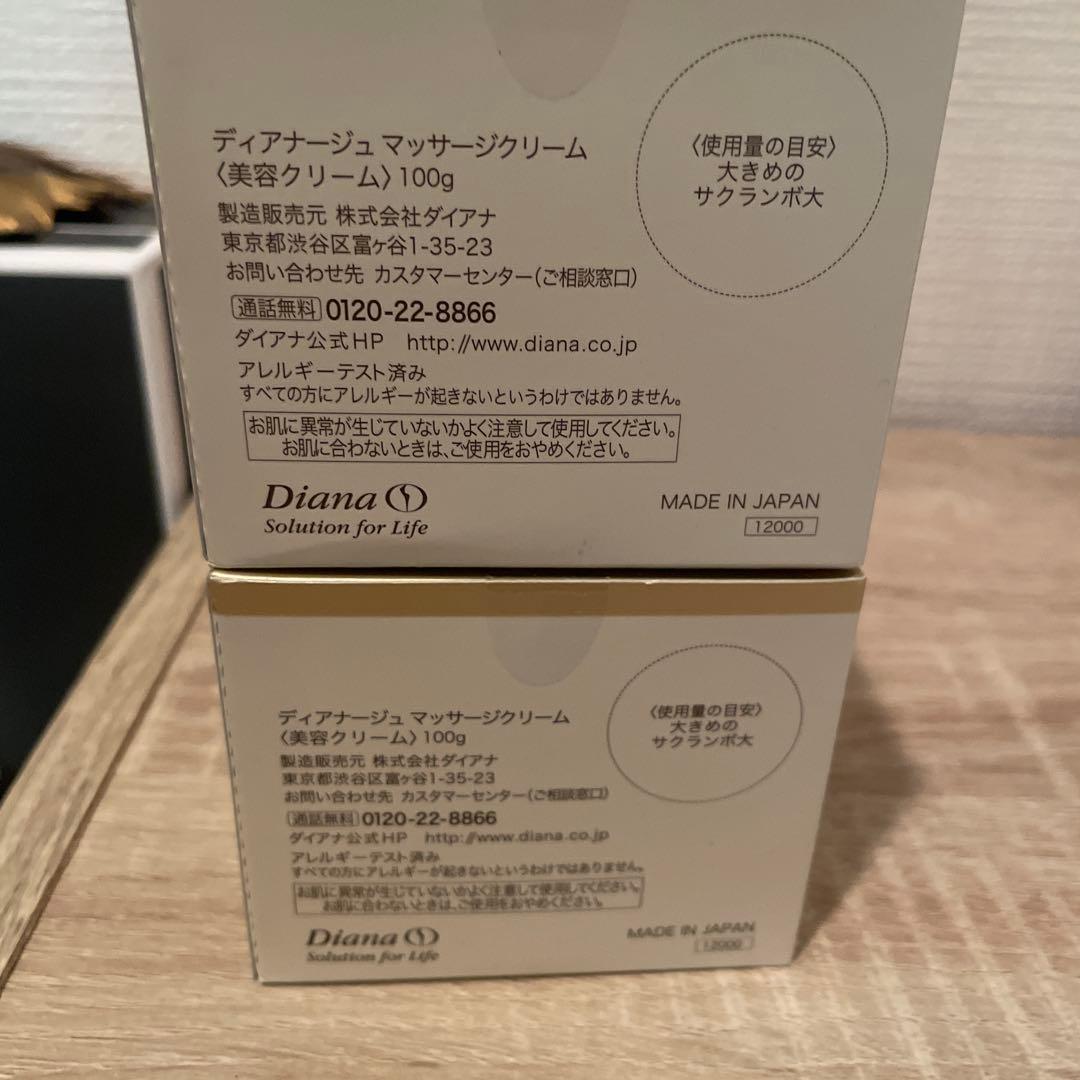 ディアナージュ マッサージクリーム
〈美容クリーム〉100g
製造販売元 株式会社ダイアナ
東京都渋谷区富ヶ谷1-35-23
お問い合わせ先 カスタマーセンター(ご相談窓口)
通話無料 0120-22-8866
ダイアナ公式HP http://www.diana.co.jp
アレルギーテスト済み
すべての方にアレルギーが起きないというわけではありません。
お肌に異常が生じていないかよく注意して使用してください。
お肌に合わないときは、ご使用をおやめください。
〈使用量の目安〉
大きめの
サクランボ大
Diana
Solution for Life
MADE IN JAPAN
12000
ディアナージュ マッサージクリーム
〈美容クリーム〉100g
製造販売元 株式会社ダイアナ
東京都渋谷区富ヶ谷1-35-23
お問い合わせ先 カスタマーセンター(ご相談窓口)
通話無料 0120-22-8866
ダイアナ公式HP http://www.diana.co.jp
アレルギーテスト済み
すべての方にアレルギーが起きないというわけではありません。
お肌に異常が生じていないかよく注意して使用してください。
お肌に合わないときは、ご使用をおやめください。
〈使用量の目安〉
大きめの
サクランボ大
Diana
Solution for Life
MADE IN JAPAN
12000